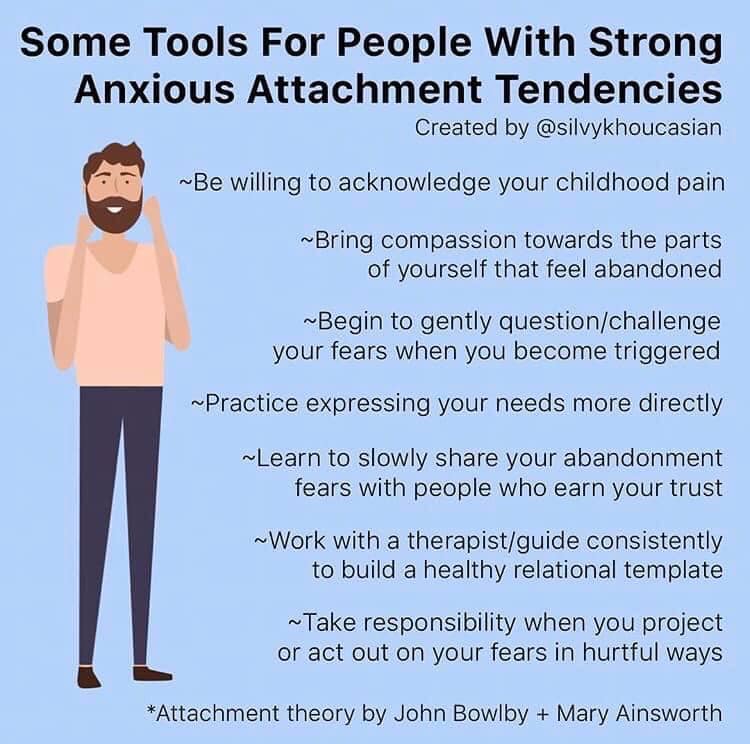 Some Tools For People With Strong
Anxious Attachment Tendencies
Created by @silvykhoucasian
~Be willing to acknowledge your childhood pain
~Bring compassion towards the parts
of yourself that feel abandoned
~Begin to gently question/challenge
your fears when you become triggered
~Practice expressing your needs more directly
~Learn to slowly share your abandonment
fears with people who earn your trust
~Work with a therapist/guide consistently
to build a healthy relational template
~Take responsibility when you project
or act out on your fears in hurtful ways
*Attachment theory by John Bowlby + Mary Ainsworth